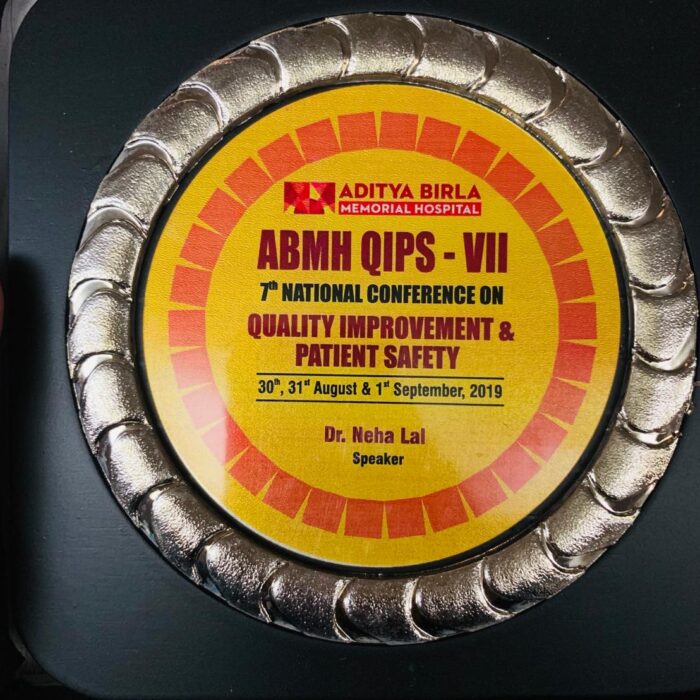 ADITYA BIRLA
MEMORIAL HOSPITAL
ABMH QIPS - VII
7th NATIONAL CONFERENCE ON
QUALITY IMPROVEMENT &
PATIENT SAFETY
30th, 31st August & 1st September, 2019
Dr. Neha Lal
Speaker